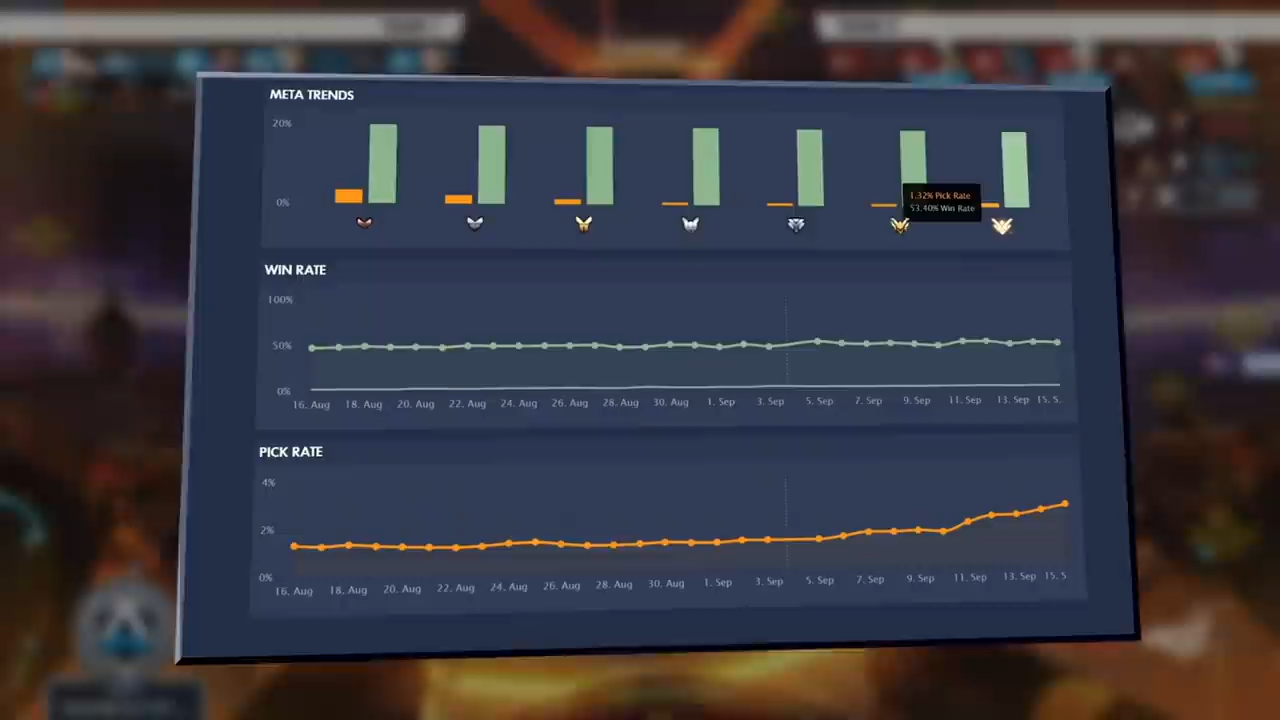 META TRENDS
20%
0%
1.32% Pick Rate
53.40% Win Rate
WIN RATE
100%
50%
0%
16. Aug 18. Aug 20. Aug 22. Aug 24. Aug 26. Aug 28. Aug 30. Aug 1. Sep 3. Sep 5. Sep 7. Sep 9. Sep 11. Sep 13. Sep 15. S..
PICK RATE
4%
2%
0%
16. Aug 18. Aug 20. Aug 22. Aug 24. Aug 26. Aug 28. Aug 30. Aug 1. Sep 3. Sep 5. Sep 7. Sep 9. Sep 11. Sep 13. Sep 15. S